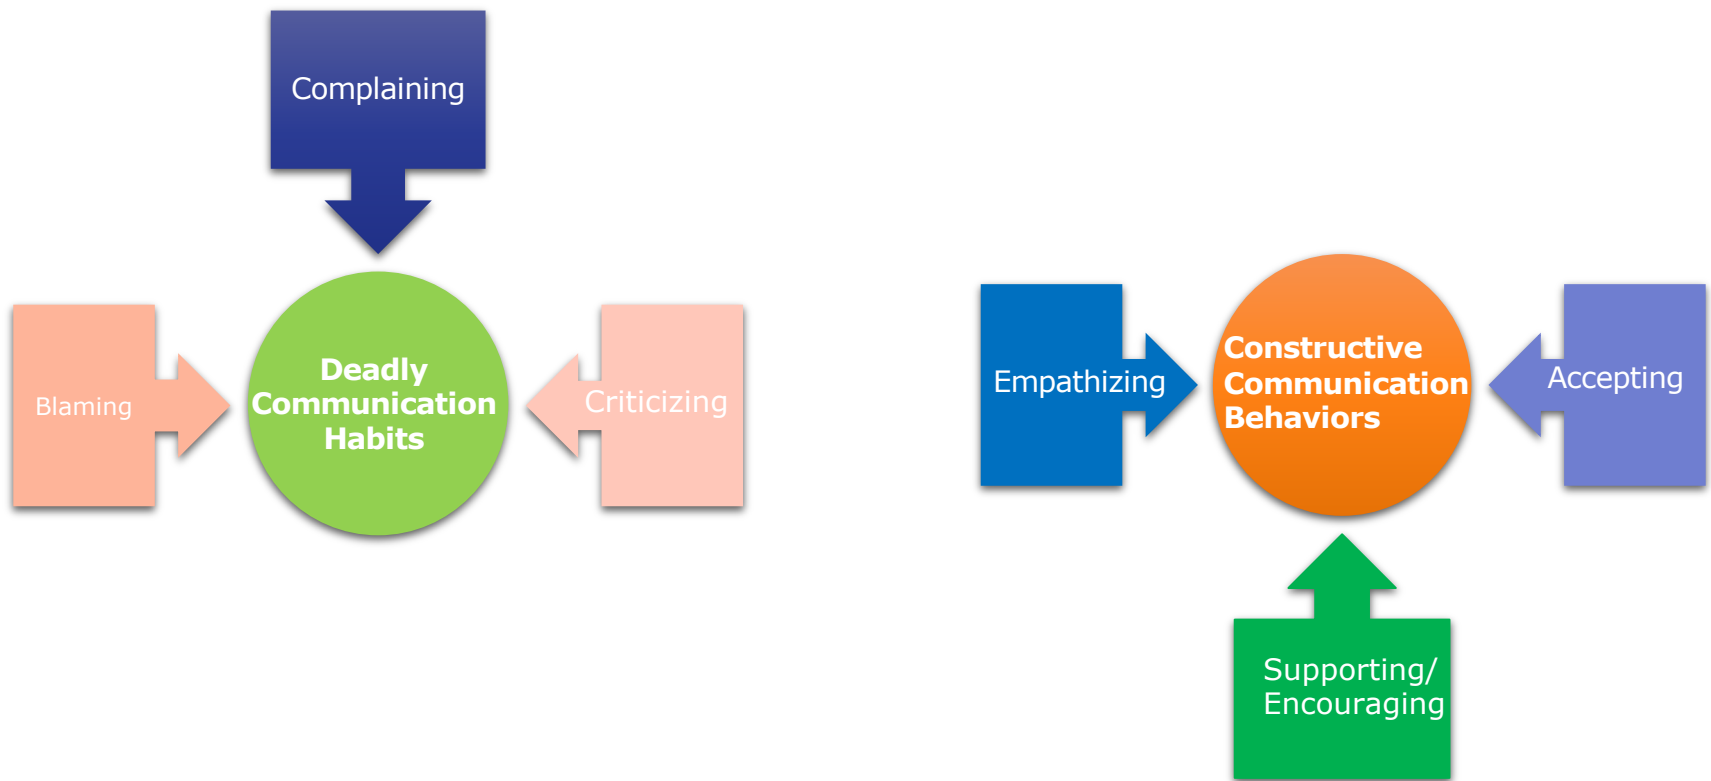 Complaining
Blaming
Deadly
Communication
Habits
Criticizing
Empathizing
Constructive
Communication
Behaviors
Accepting
Supporting/
Encouraging